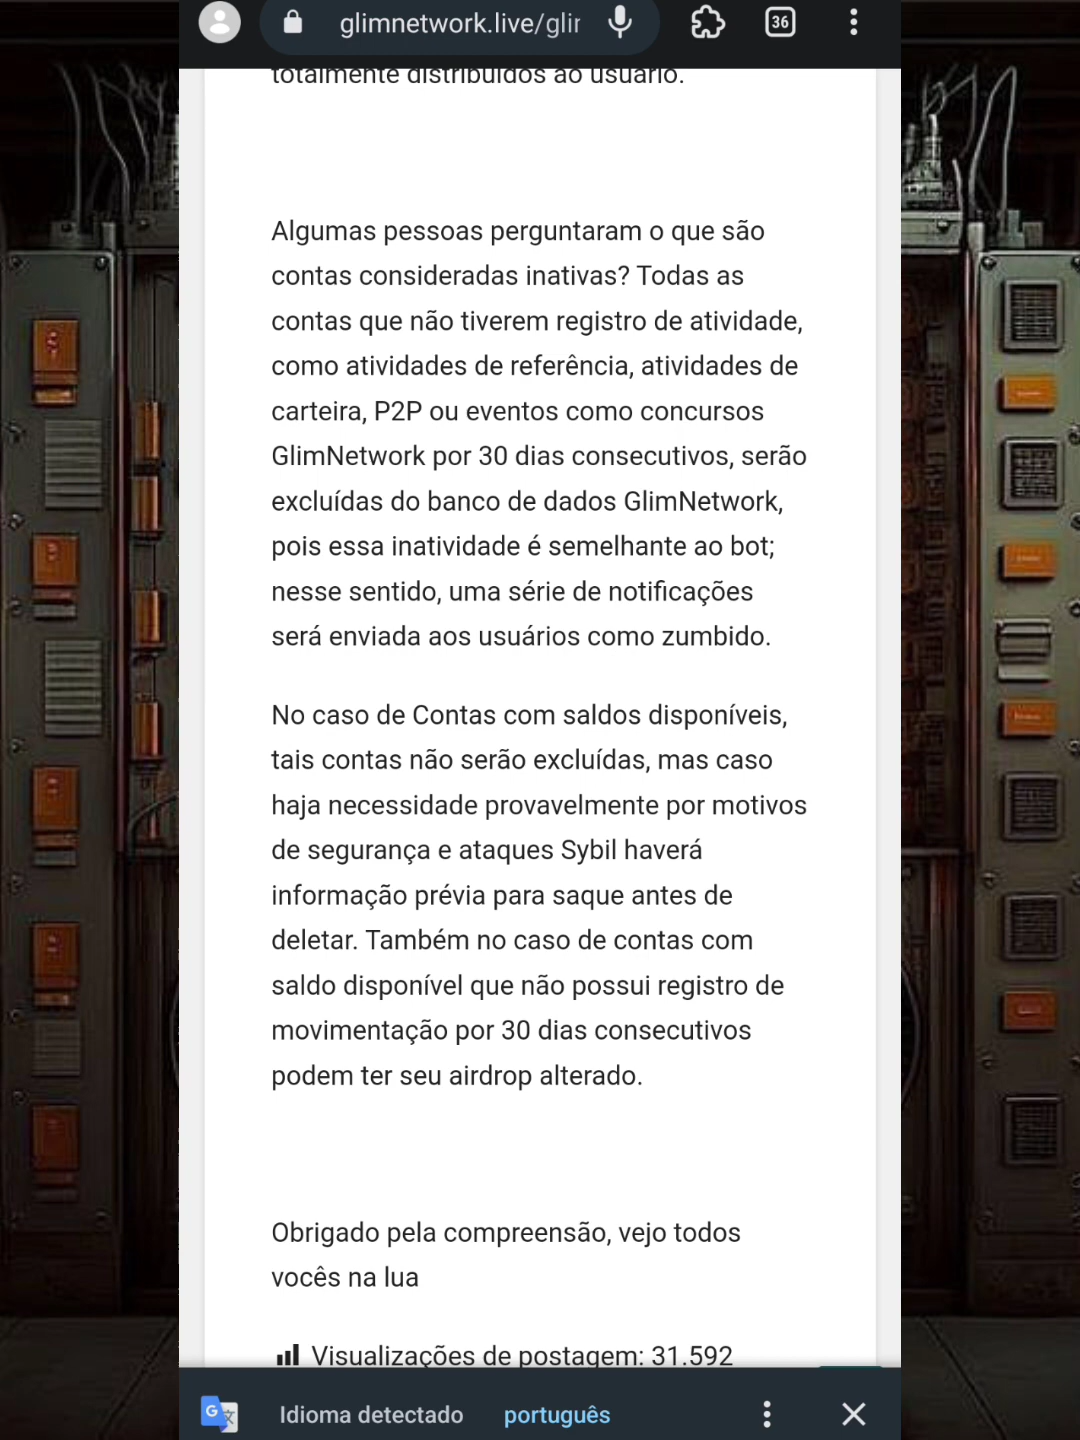 glimnetwork.live/glir
36
totalmente distribuídos ao usuário.
Algumas pessoas perguntaram o que são
contas consideradas inativas? Todas as
contas que não tiverem registro de atividade,
como atividades de referência, atividades de
carteira, P2P ou eventos como concursos
GlimNetwork por 30 dias consecutivos, serão
excluídas do banco de dados GlimNetwork,
pois essa inatividade é semelhante ao bot;
nesse sentido, uma série de notificações
será enviada aos usuários como zumbido.
No caso de Contas com saldos disponíveis,
tais contas não serão excluídas, mas caso
haja necessidade provavelmente por motivos
de segurança e ataques Sybil haverá
informação prévia para saque antes de
deletar. Também no caso de contas com
saldo disponível que não possui registro de
movimentação por 30 dias consecutivos
podem ter seu airdrop alterado.
Obrigado pela compreensão, vejo todos
vocês na lua
Visualizações de postagem: 31.592
Idioma detectado português